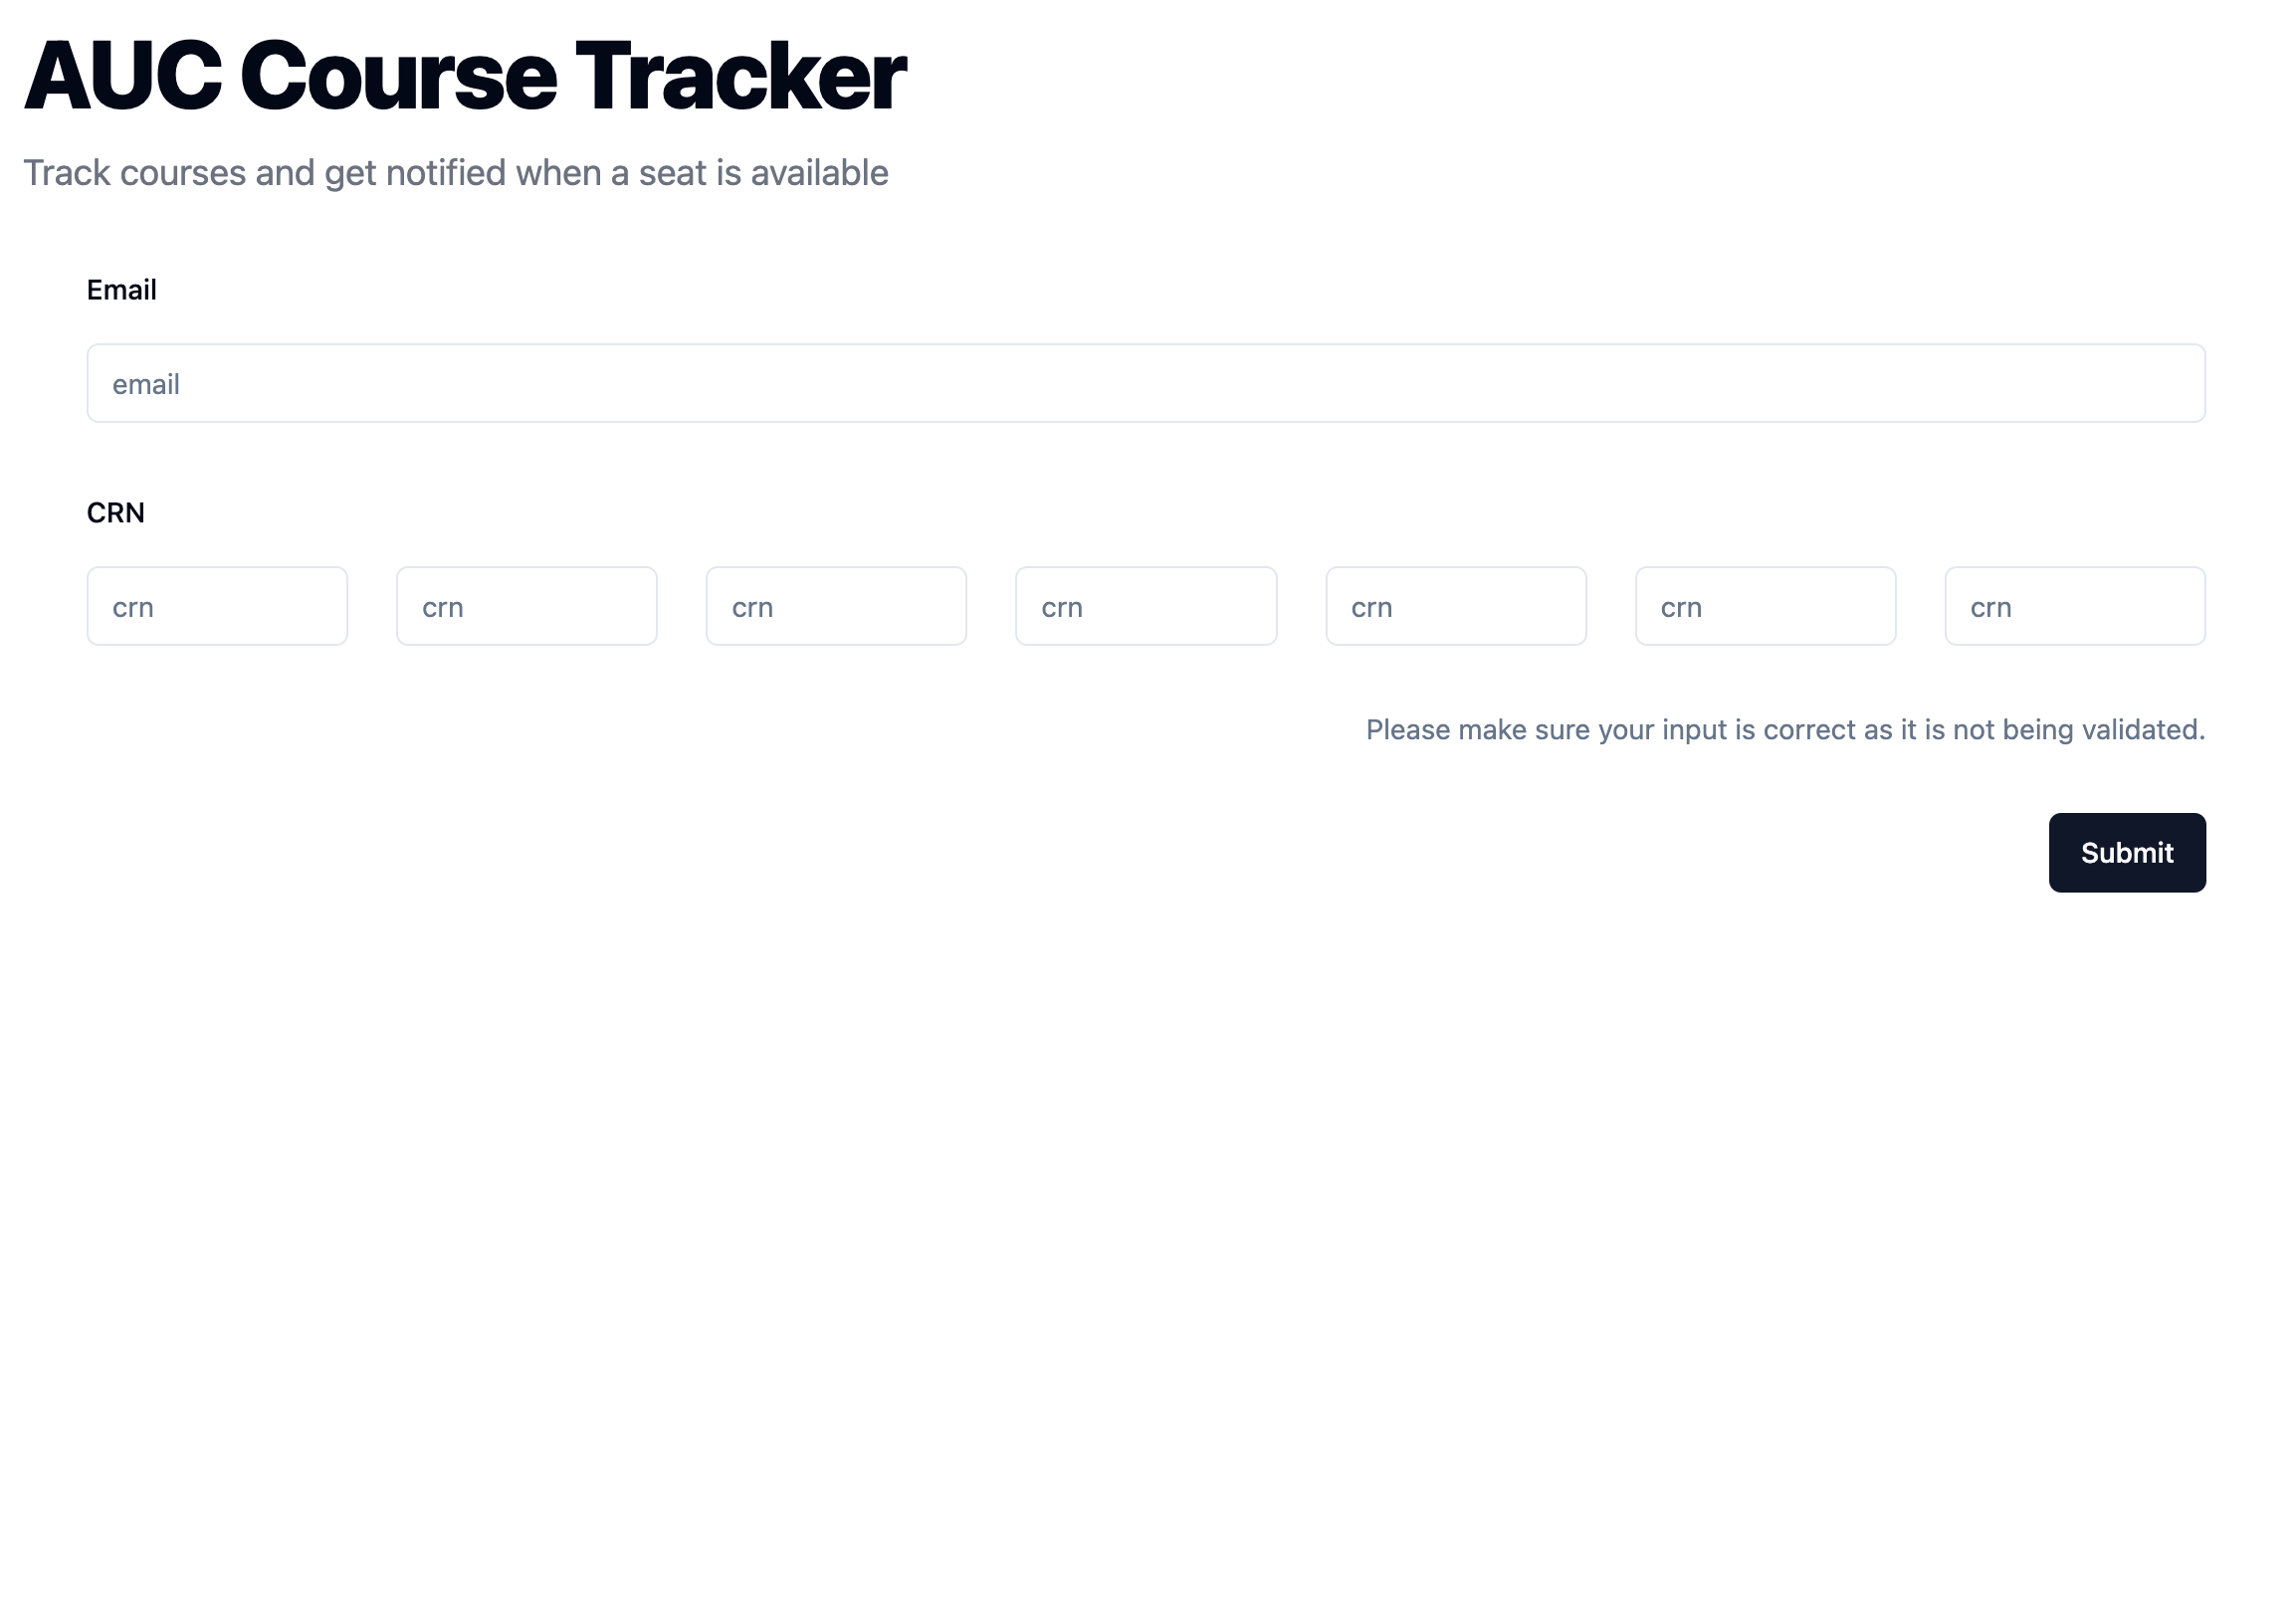 AUC Course Tracker
Track courses and get notified when a seat is available
Email
email
CRN
crn crn crn crn crn crn crn
Please make sure your input is correct as it is not being validated.
Submit